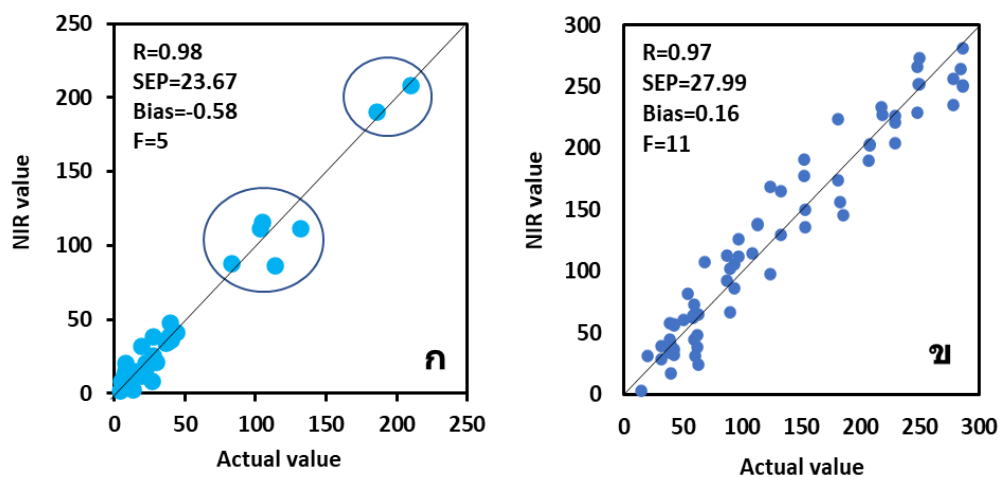 250
200
150
100
50
0
NIR value
R=0.98
SEP=23.67
Bias=-0.58
F=5
ก
0 50 100 150 200 250
Actual value
300
250
200
150
100
50
0
NIR value
R=0.97
SEP=27.99
Bias=0.16
F=11
ข
0 50 100 150 200 250 300
Actual value